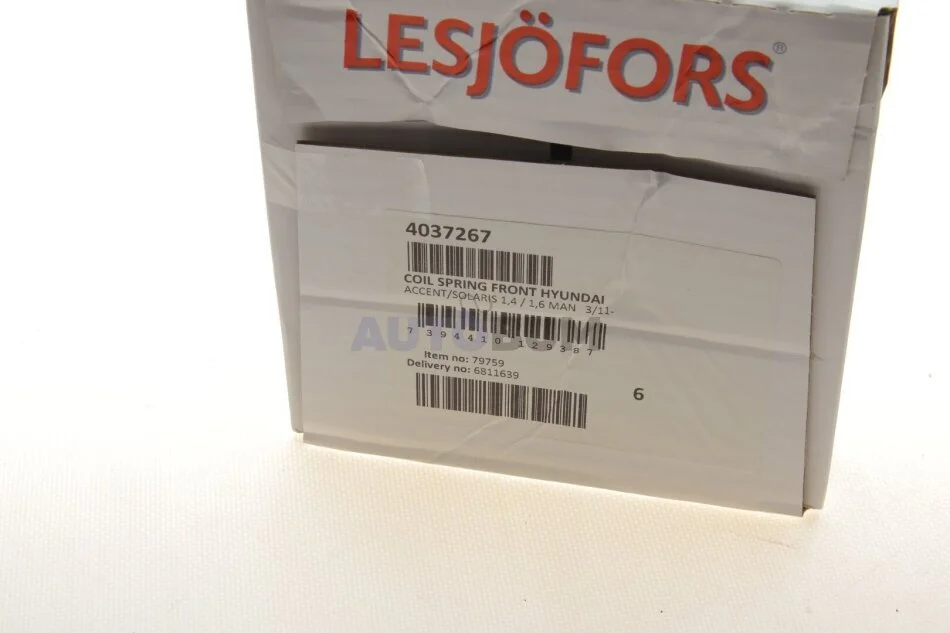 LESJÖFORS®
4037267
COIL SPRING FRONT HYUNDAI
ACCENT/SOLARIS 1,4 / 1,6 MAN 3/11-
7 394410 129387
AUTODOM
Item no: 79759
Delivery no: 6811639
6